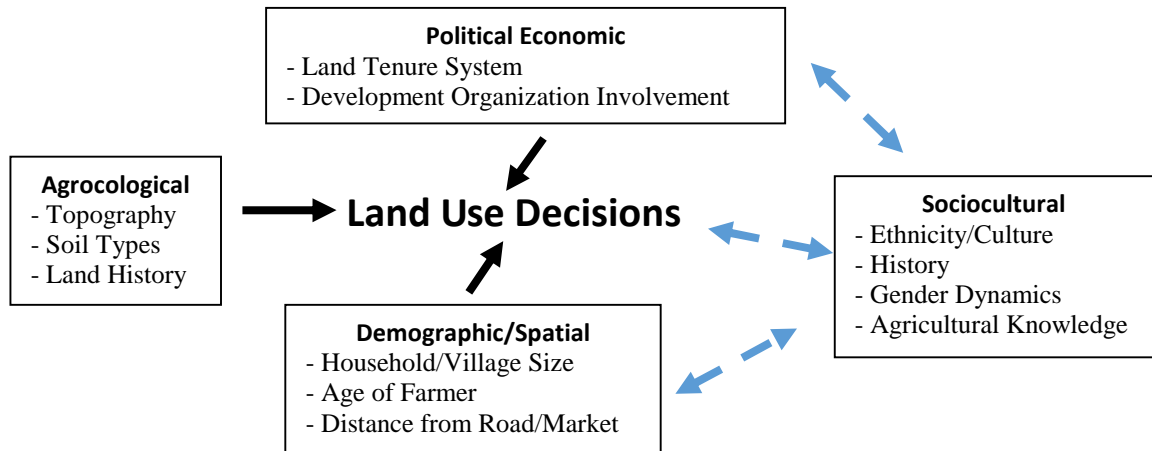 Political Economic
- Land Tenure System
- Development Organization Involvement
Agrocological
- Topography
- Soil Types
- Land History
Land Use Decisions
Sociocultural
- Ethnicity/Culture
- History
- Gender Dynamics
- Agricultural Knowledge
Demographic/Spatial
- Household/Village Size
- Age of Farmer
- Distance from Road/Market